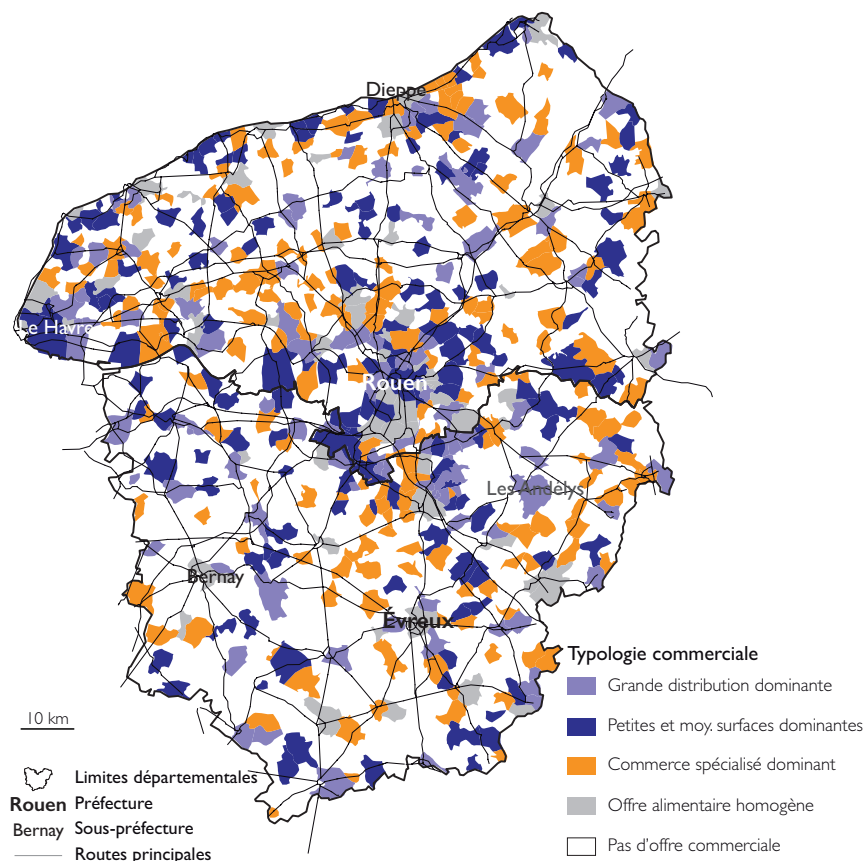 Dieppe
Le Havre
Rouen
Les Andélys
Bernay
Évreux
Typologie commerciale
Grande distribution dominante
Petites et moy. surfaces dominantes
Commerce spécialisé dominant
Offre alimentaire homogène
Pas d'offre commerciale
10 km
Limites départementales
Rouen Préfecture
Bernay Sous-préfecture
Routes principales